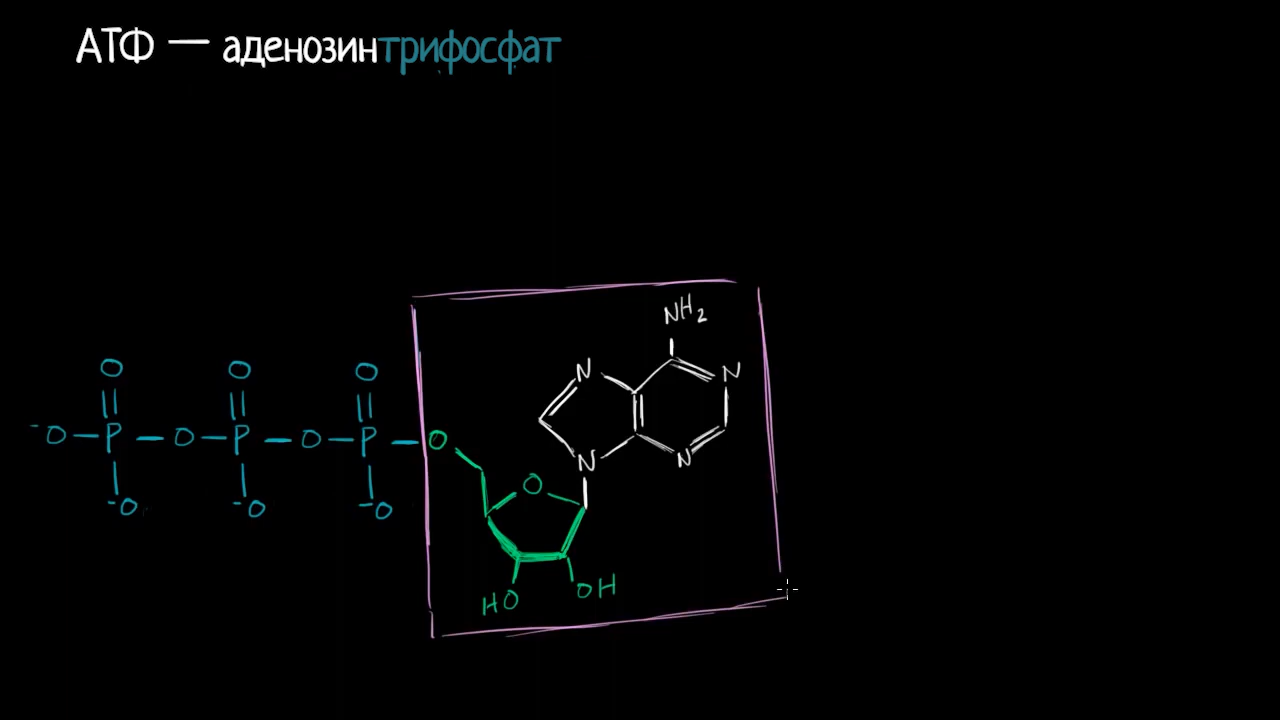 АТФ — аденозинтрифосфат
NH₂
O O O N N
⁻O P O P O P O
N N
O
⁻O ⁻O ⁻O
HO OH